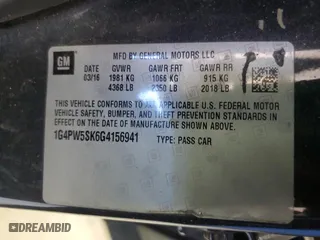 GM
MFD BY GENERAL MOTORS LLC
DATE GVWR GAWR FRT GAWR RR
03/16 1981 KG 1066 KG 915 KG
4368 LB 2350 LB 2018 LB
THIS VEHICLE CONFORMS TO ALL APPLICABLE U.S. FEDERAL MOTOR
VEHICLE SAFETY, BUMPER, AND THEFT PREVENTION STANDARDS
IN EFFECT ON THE DATE OF MANUFACTURE SHOWN ABOVE.
1G4PW5SK6G4156941 TYPE: PASS CAR
DREAMBID